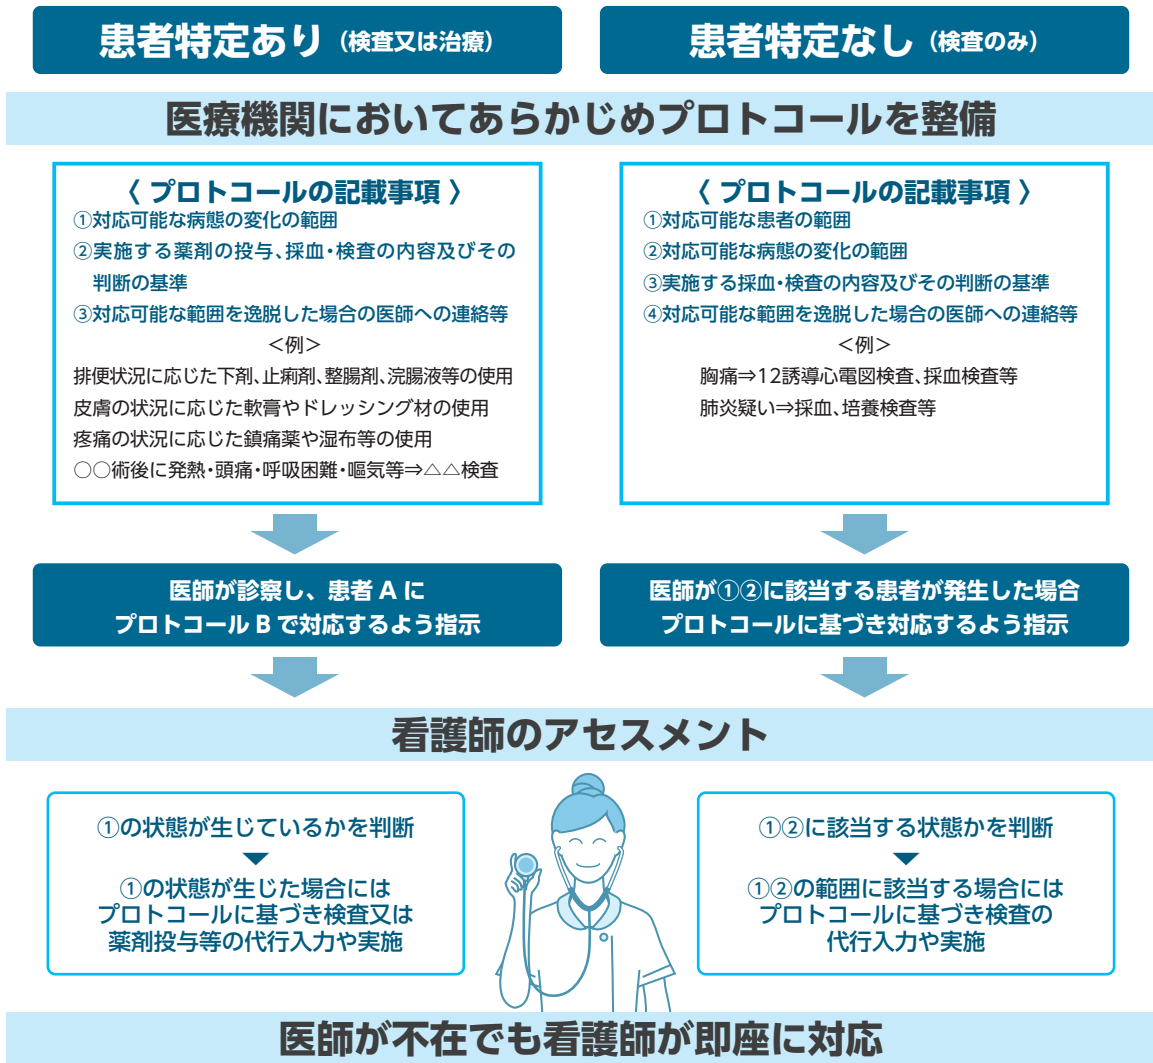 患者特定あり（検査又は治療）
患者特定なし（検査のみ）
医療機関においてあらかじめプロトコールを整備
〈 プロトコールの記載事項 〉
①対応可能な病態の変化の範囲
②実施する薬剤の投与、採血・検査の内容及びその
判断の基準
③対応可能な範囲を逸脱した場合の医師への連絡等
＜例＞
排便状況に応じた下剤、止痢剤、整腸剤、浣腸液等の使用
皮膚の状況に応じた軟膏やドレッシング材の使用
疼痛の状況に応じた鎮痛薬や湿布等の使用
○○術後に発熱・頭痛・呼吸困難・嘔気等⇒△△検査
〈 プロトコールの記載事項 〉
①対応可能な患者の範囲
②対応可能な病態の変化の範囲
③実施する採血・検査の内容及びその判断の基準
④対応可能な範囲を逸脱した場合の医師への連絡等
＜例＞
胸痛⇒12誘導心電図検査、採血検査等
肺炎疑い⇒採血、培養検査等
医師が診察し、患者 A に
プロトコール B で対応するよう指示
医師が①②に該当する患者が発生した場合
プロトコールに基づき対応するよう指示
看護師のアセスメント
①の状態が生じているかを判断
①の状態が生じた場合には
プロトコールに基づき検査又は
薬剤投与等の代行入力や実施
①②に該当する状態かを判断
①②の範囲に該当する場合には
プロトコールに基づき検査の
代行入力や実施
医師が不在でも看護師が即座に対応